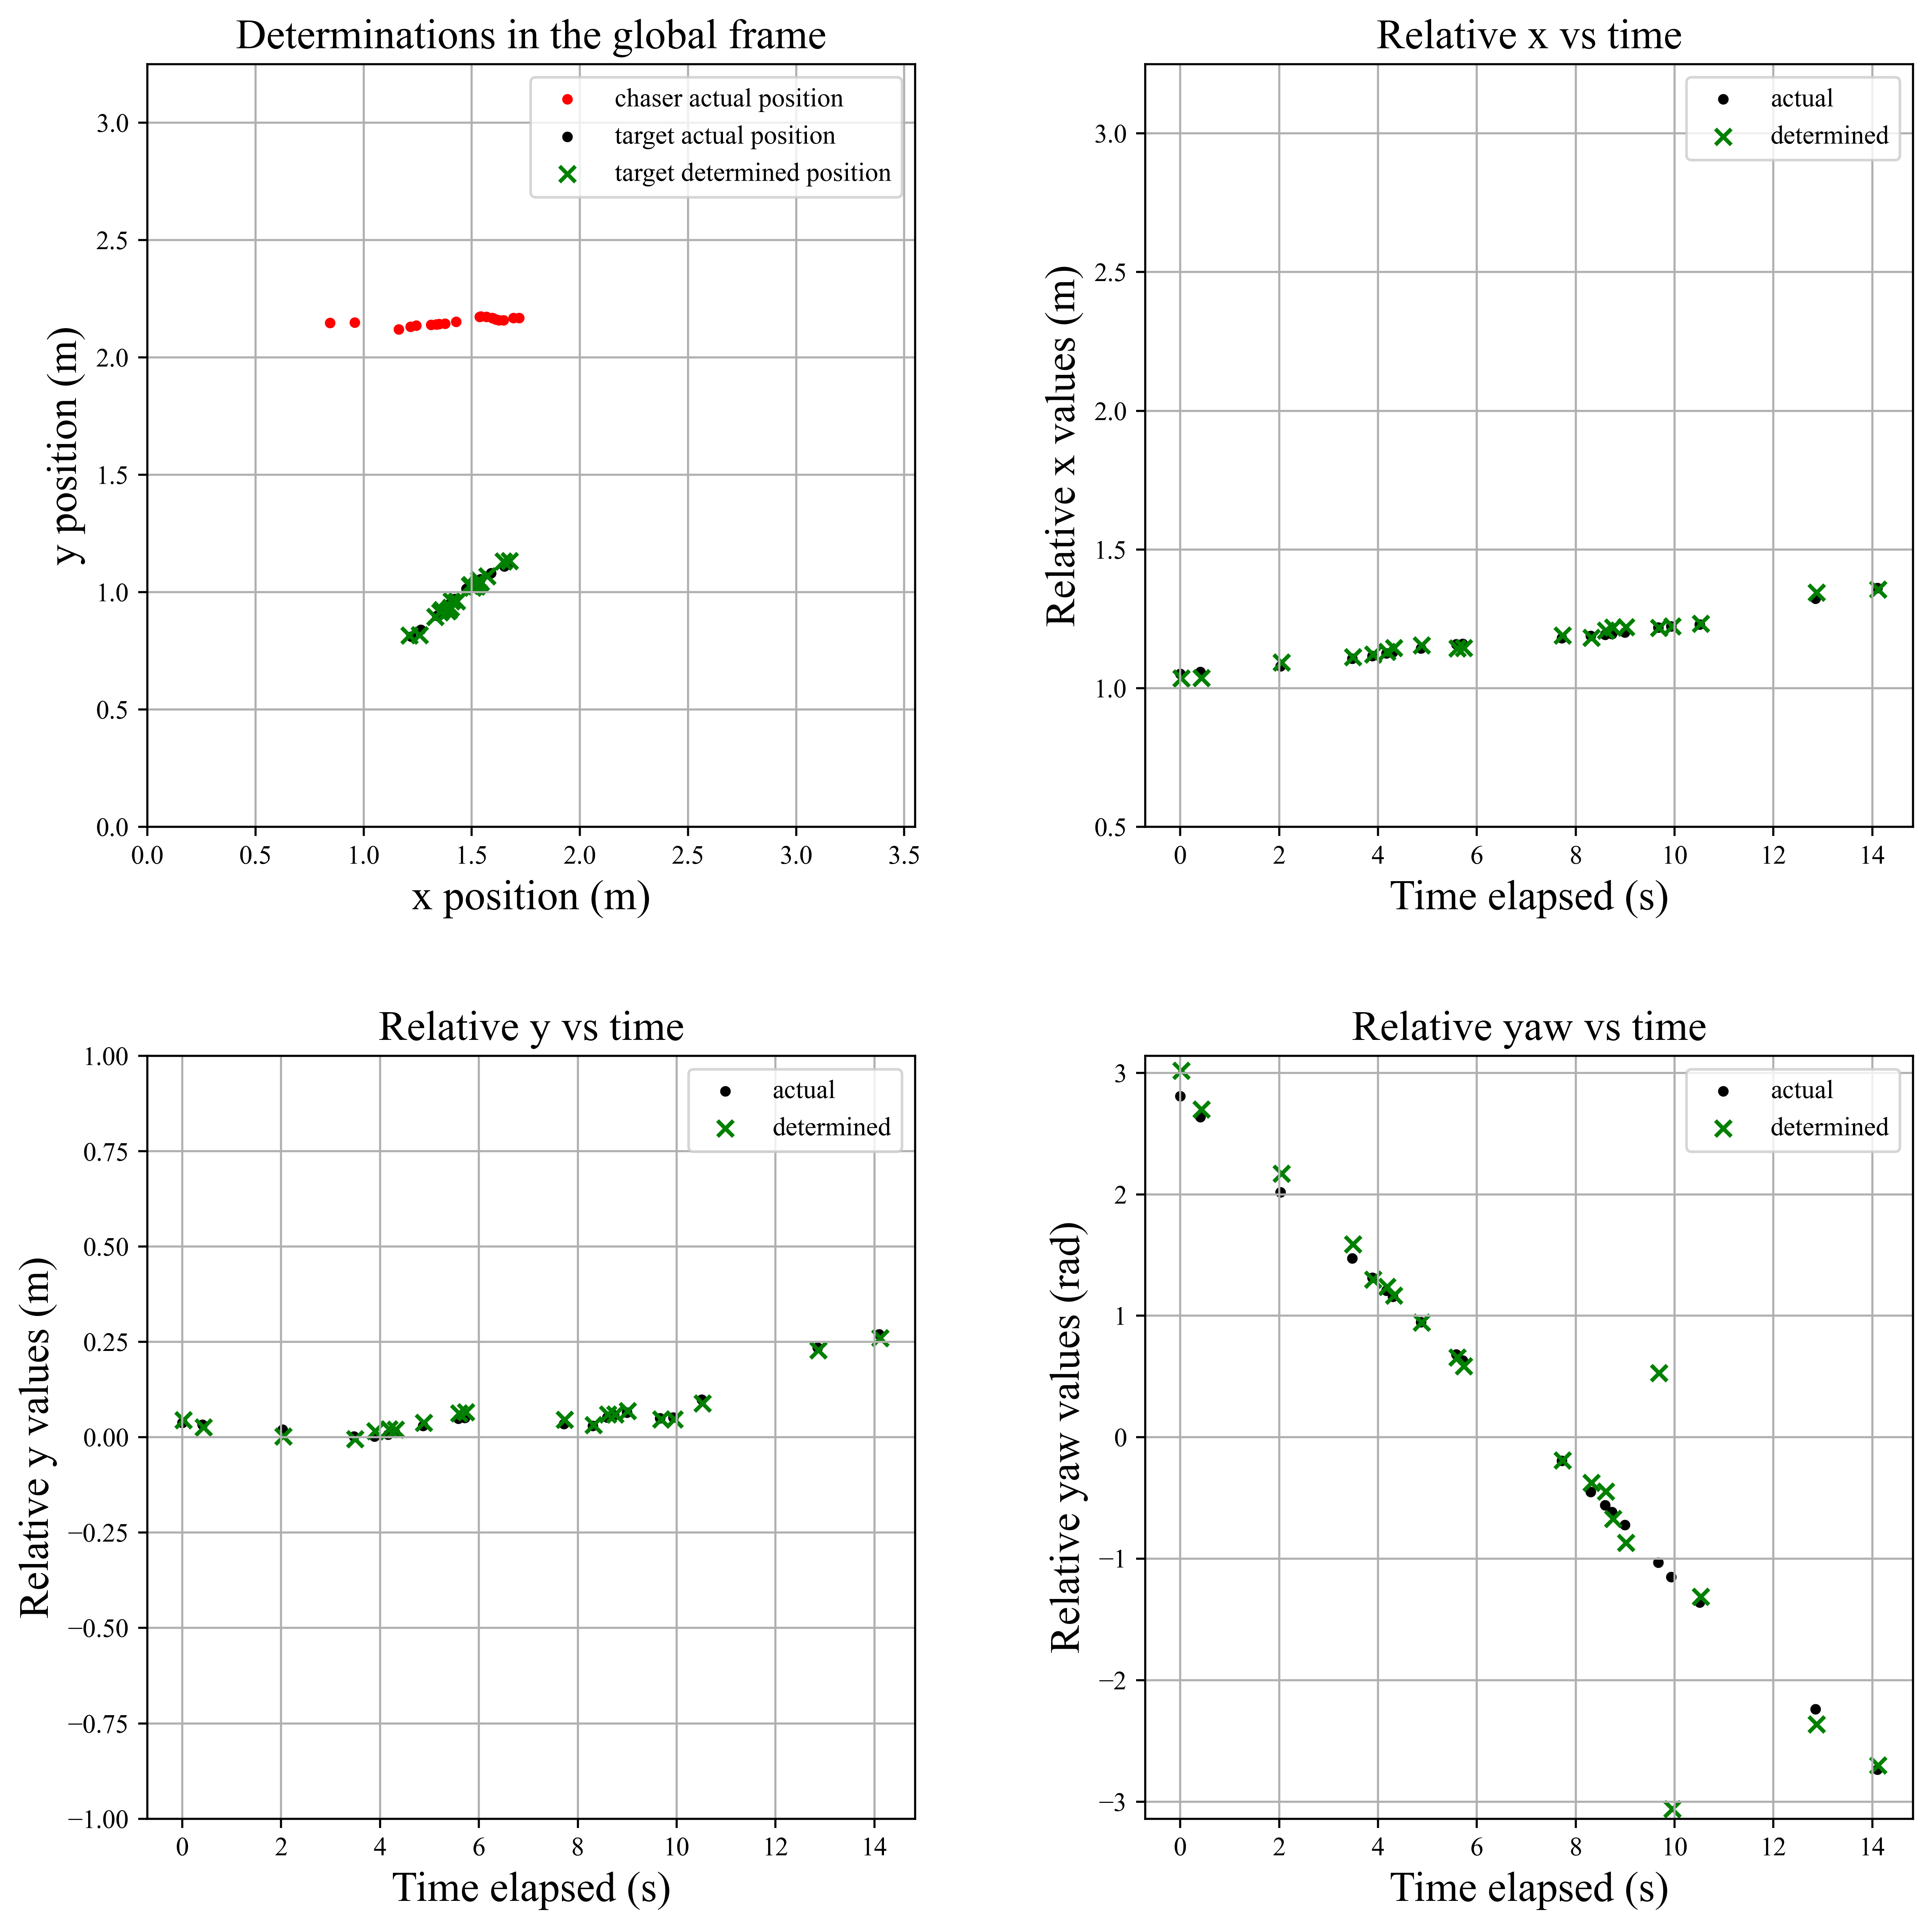 Determinations in the global frame
chaser actual position
target actual position
target determined position
3.0
2.5
2.0
1.5
1.0
0.5
0.0
0.0 0.5 1.0 1.5 2.0 2.5 3.0 3.5
y position (m)
x position (m)
Relative x vs time
actual
determined
3.0
2.5
2.0
1.5
1.0
0.5
0 2 4 6 8 10 12 14
Relative x values (m)
Time elapsed (s)
Relative y vs time
actual
determined
1.00
0.75
0.50
0.25
0.00
−0.25
−0.50
−0.75
−1.00
0 2 4 6 8 10 12 14
Relative y values (m)
Time elapsed (s)
Relative yaw vs time
actual
determined
3
2
1
0
−1
−2
−3
0 2 4 6 8 10 12 14
Relative yaw values (rad)
Time elapsed (s)